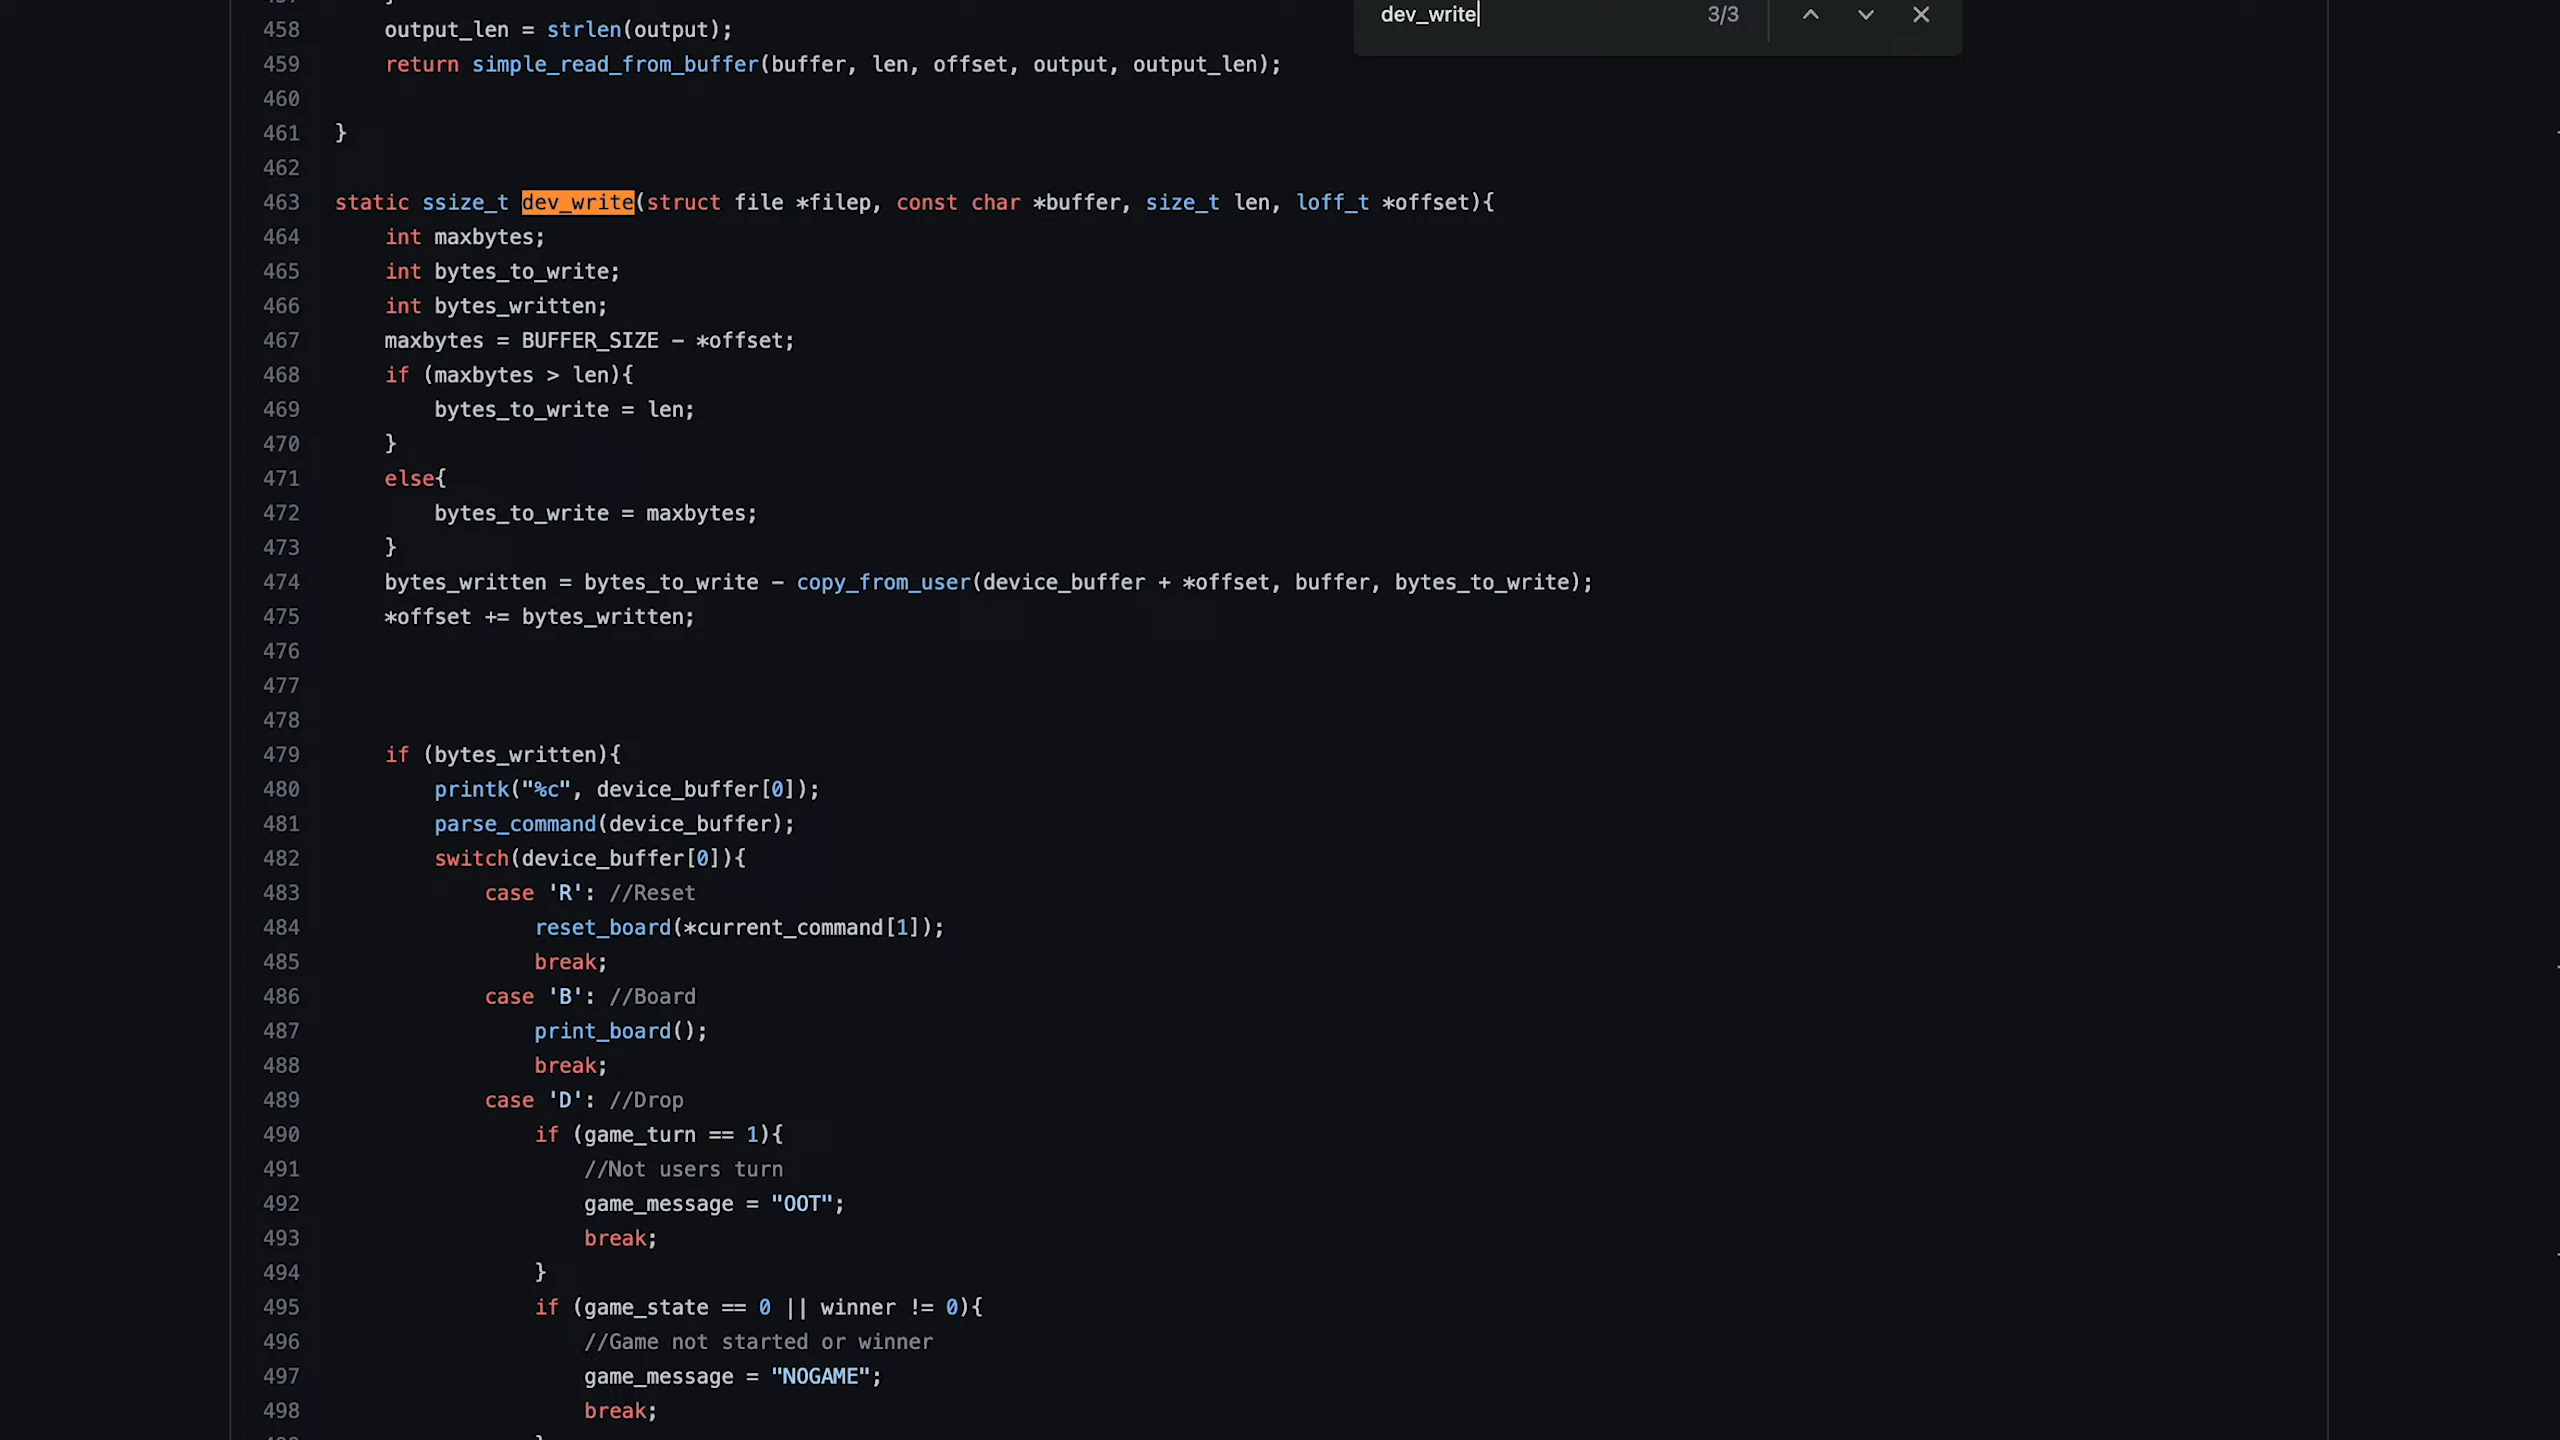 dev_write 3/3
458 output_len = strlen(output);
459 return simple_read_from_buffer(buffer, len, offset, output, output_len);
460
461 }
462
463 static ssize_t dev_write(struct file *filep, const char *buffer, size_t len, loff_t *offset){
464 int maxbytes;
465 int bytes_to_write;
466 int bytes_written;
467 maxbytes = BUFFER_SIZE - *offset;
468 if (maxbytes > len){
469 bytes_to_write = len;
470 }
471 else{
472 bytes_to_write = maxbytes;
473 }
474 bytes_written = bytes_to_write - copy_from_user(device_buffer + *offset, buffer, bytes_to_write);
475 *offset += bytes_written;
476
477
478
479 if (bytes_written){
480 printk("%c", device_buffer[0]);
481 parse_command(device_buffer);
482 switch(device_buffer[0]){
483 case 'R': //Reset
484 reset_board(*current_command[1]);
485 break;
486 case 'B': //Board
487 print_board();
488 break;
489 case 'D': //Drop
490 if (game_turn == 1){
491 //Not users turn
492 game_message = "OOT";
493 break;
494 }
495 if (game_state == 0 || winner != 0){
496 //Game not started or winner
497 game_message = "NOGAME";
498 break;